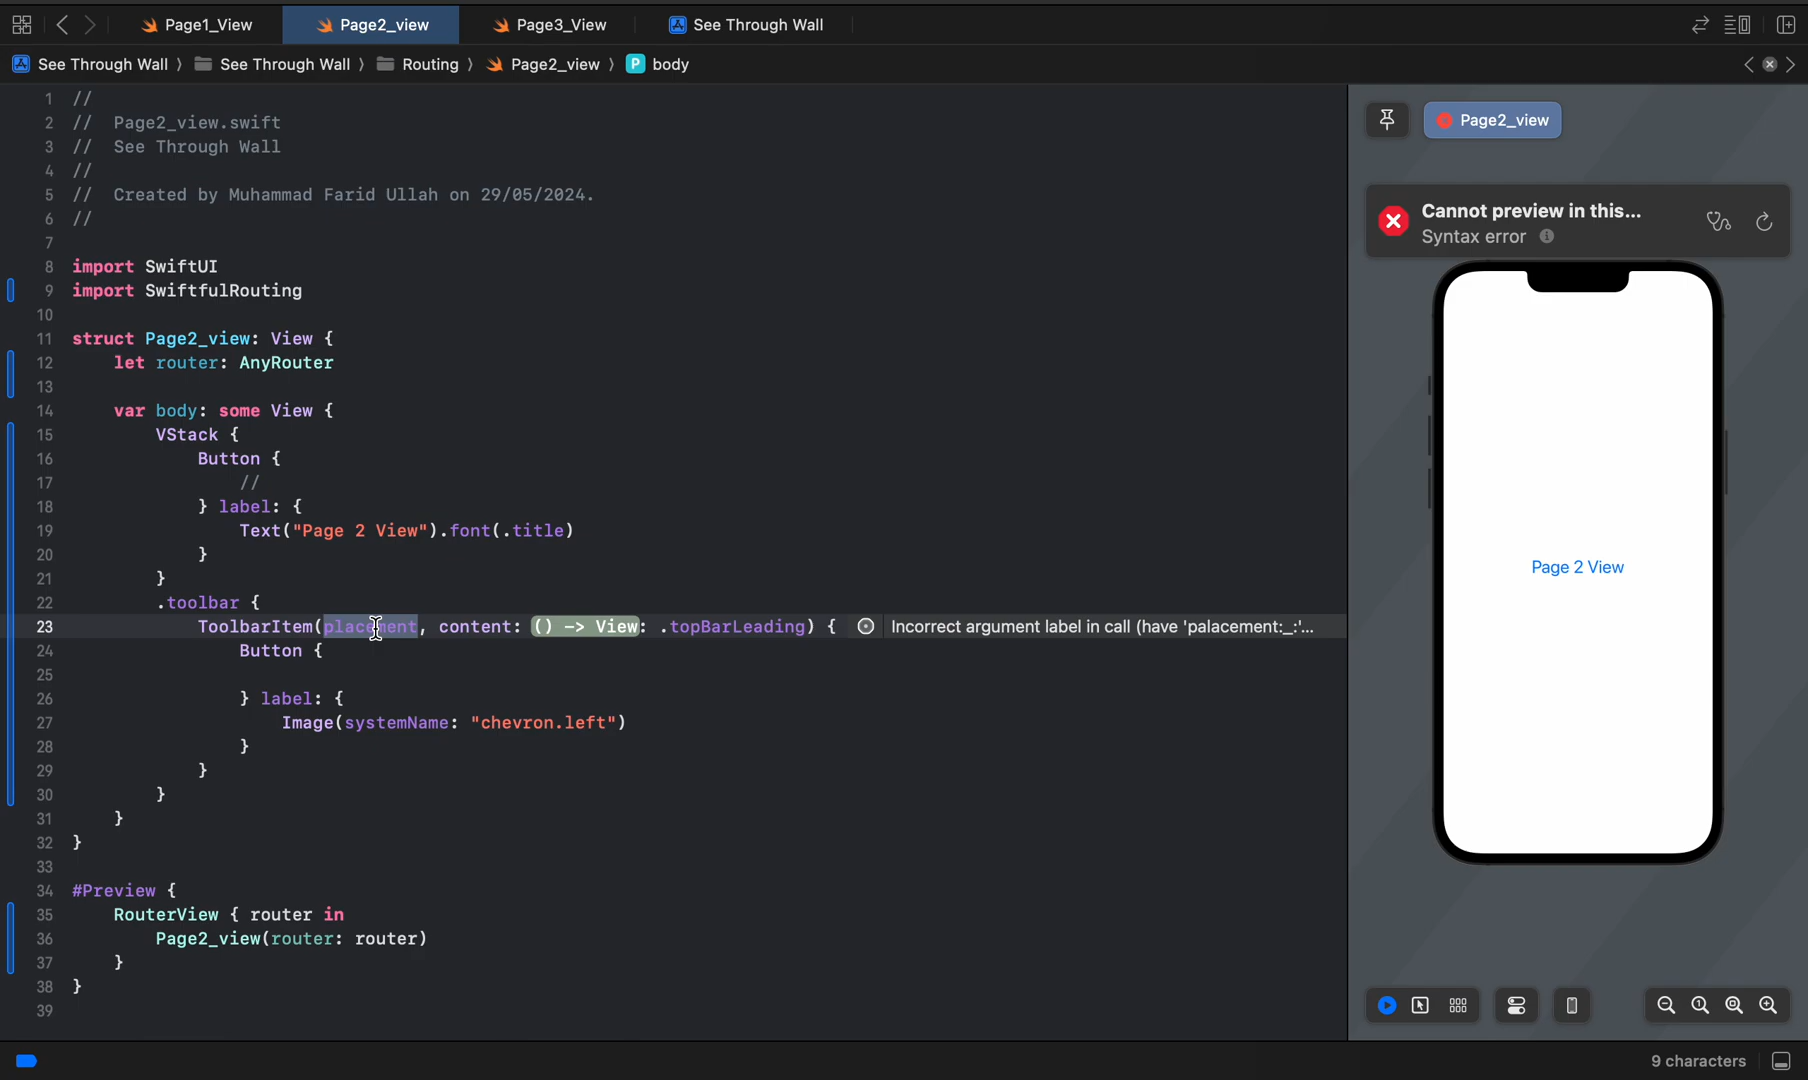 Page1_View
Page2_view
Page3_View
See Through Wall
See Through Wall 〉 See Through Wall 〉 Routing 〉 Page2_view 〉 P body
1 //
2 //  Page2_view.swift
3 //  See Through Wall
4 //
5 //  Created by Muhammad Farid Ullah on 29/05/2024.
6 //
7
8 import SwiftUI
9 import SwiftfulRouting
10
11 struct Page2_view: View {
12     let router: AnyRouter
13
14     var body: some View {
15         VStack {
16             Button {
17                 //
18             } label: {
19                 Text("Page 2 View").font(.title)
20             }
21         }
22         .toolbar {
23             ToolbarItem(placement, content: () -> View: .topBarLeading) { Incorrect argument label in call (have 'palacement:_:'...
24                 Button {
25
26                 } label: {
27                     Image(systemName: "chevron.left")
28                 }
29             }
30         }
31     }
32 }
33
34 #Preview {
35     RouterView { router in
36         Page2_view(router: router)
37     }
38 }
39
Page2_view
Cannot preview in this...
Syntax error
Page 2 View
9 characters